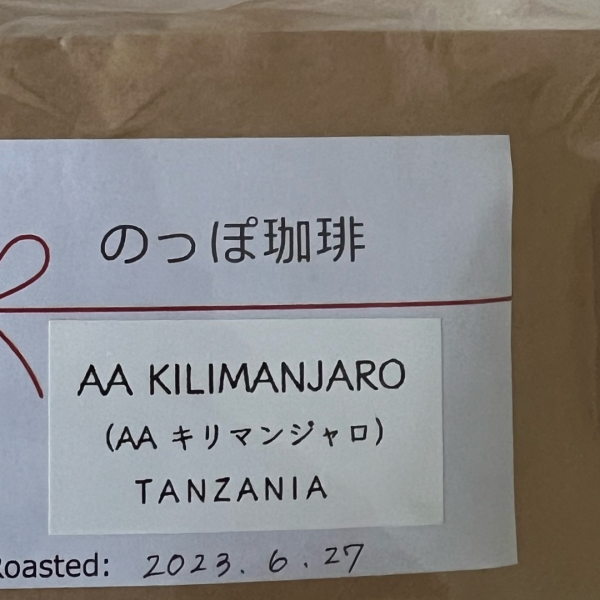 のっぽ珈琲
AA KILIMANJARO
(AA キリマンジャロ)
TANZANIA
Roasted: 2023. 6. 27